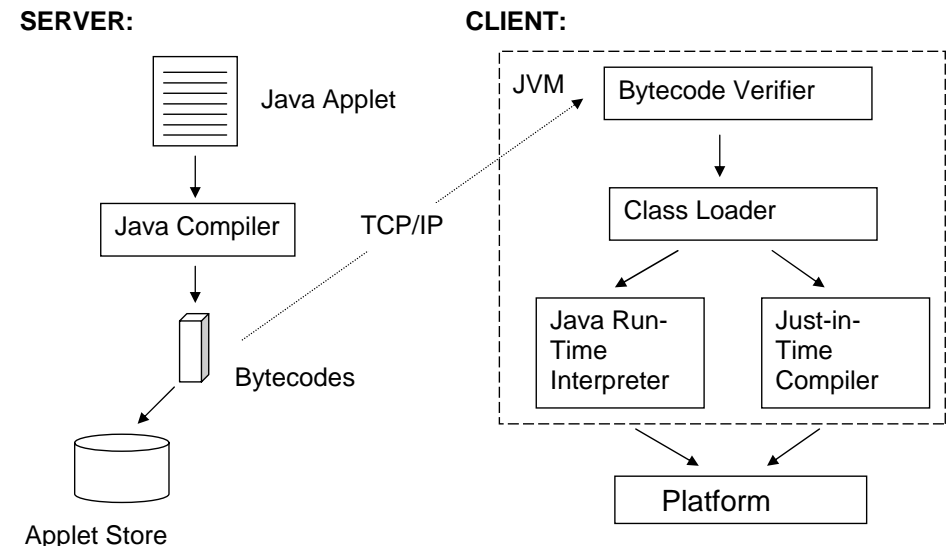 SERVER:
CLIENT:
Java Applet
Java Compiler
Bytecodes
Applet Store
TCP/IP
JVM
Bytecode Verifier
Class Loader
Java Run-
Time
Interpreter
Just-in-
Time
Compiler
Platform